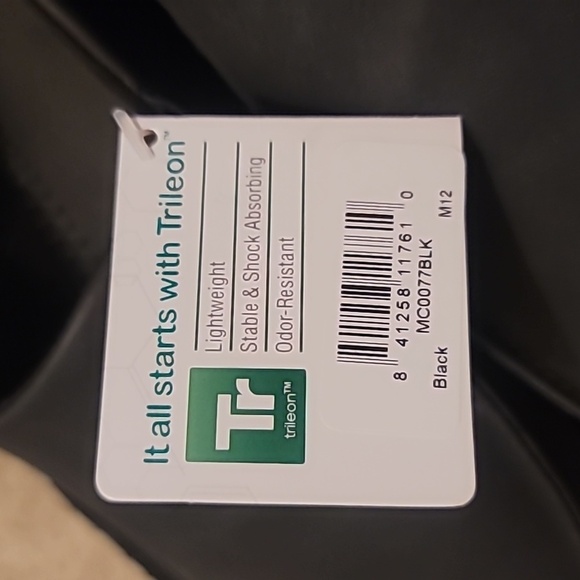 It all starts with Trileon™
Lightweight
Stable & Shock Absorbing
Odor-Resistant
Tr
trileon™
8 41258 11761 0
MC0077BLK
Black M12